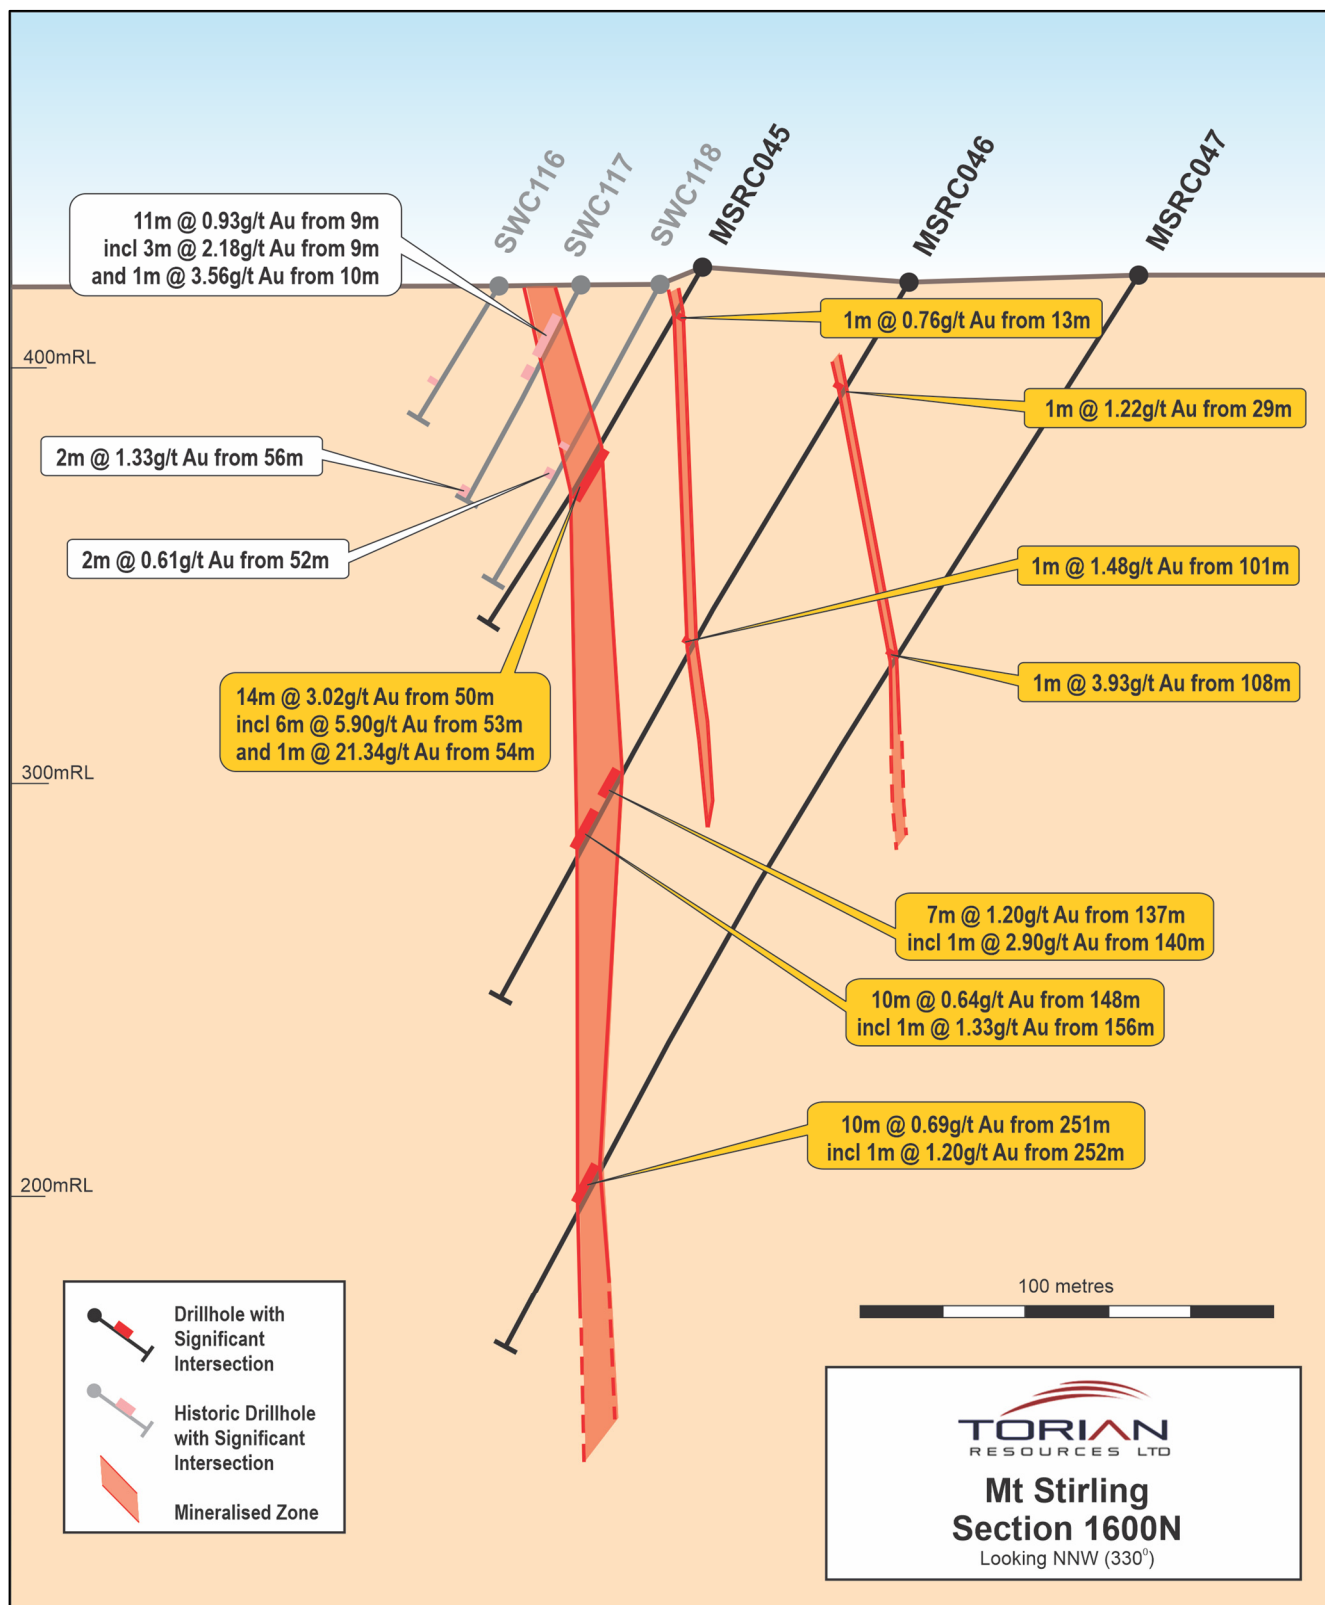 SWC116
SWC117
SWC118
MSRC045
MSRC046
MSRC047
11m @ 0.93g/t Au from 9m
incl 3m @ 2.18g/t Au from 9m
and 1m @ 3.56g/t Au from 10m
1m @ 0.76g/t Au from 13m
400mRL
1m @ 1.22g/t Au from 29m
2m @ 1.33g/t Au from 56m
2m @ 0.61g/t Au from 52m
1m @ 1.48g/t Au from 101m
14m @ 3.02g/t Au from 50m
incl 6m @ 5.90g/t Au from 53m
and 1m @ 21.34g/t Au from 54m
1m @ 3.93g/t Au from 108m
300mRL
7m @ 1.20g/t Au from 137m
incl 1m @ 2.90g/t Au from 140m
10m @ 0.64g/t Au from 148m
incl 1m @ 1.33g/t Au from 156m
10m @ 0.69g/t Au from 251m
incl 1m @ 1.20g/t Au from 252m
200mRL
100 metres
Drillhole with
Significant
Intersection
Historic Drillhole
with Significant
Intersection
Mineralised Zone
TORIAN
RESOURCES LTD
Mt Stirling
Section 1600N
Looking NNW (330⁰)